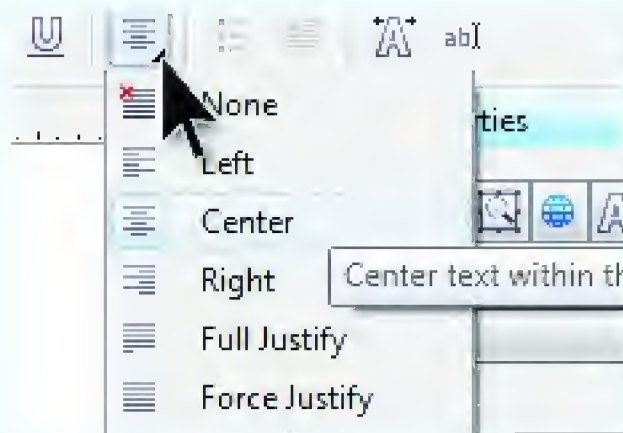 U A ab
None
ties
Left
Center
A
Right
Center text within th
Full Justify
Force Justify